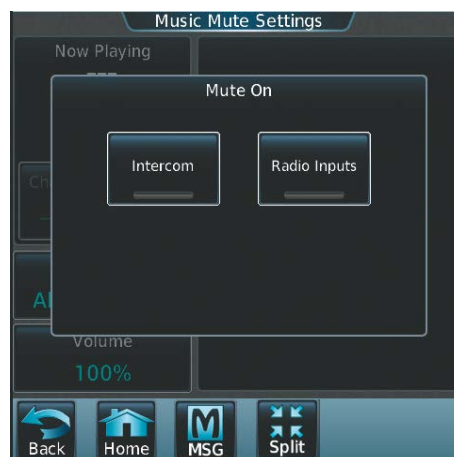 Music Mute Settings
Now Playing
Mute On
Intercom
Radio Inputs
Volume
100%
Back
Home
MSG
Split